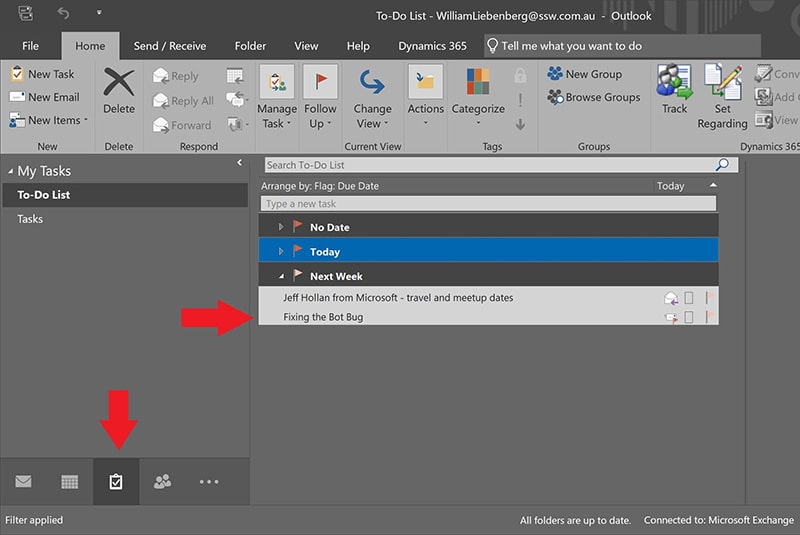 To-Do List - WilliamLiebenberg@ssw.com.au - Outlook
File Home Send / Receive Folder View Help Dynamics 365 Tell me what you want to do
New Task
New Email
New Items
New
Delete
Delete
Reply
Reply All
Forward
Respond
Manage
Task
Follow
Up
Change
View
Current View
Actions
Categorize
Tags
New Group
Browse Groups
Groups
Track
Set
Regarding
Conv
Add C
View
Dynamics 365
My Tasks
To-Do List
Tasks
Search To-Do List
Arrange by: Flag: Due Date Today
Type a new task
No Date
Today
Next Week
Jeff Hollan from Microsoft - travel and meetup dates
Fixing the Bot Bug
Filter applied All folders are up to date. Connected to: Microsoft Exchange